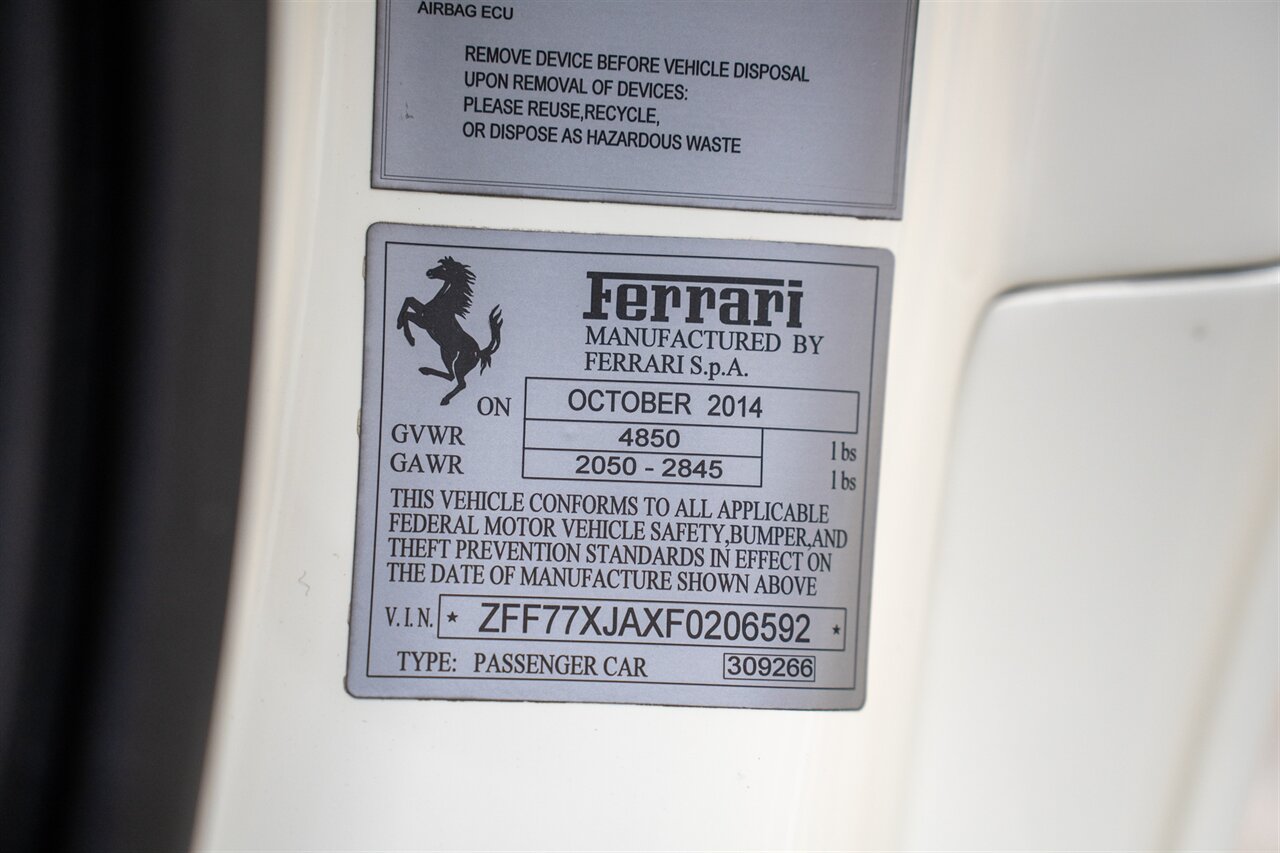 AIRBAG ECU
REMOVE DEVICE BEFORE VEHICLE DISPOSAL
UPON REMOVAL OF DEVICES:
PLEASE REUSE,RECYCLE,
OR DISPOSE AS HAZARDOUS WASTE
Ferrari
MANUFACTURED BY
FERRARI S.p.A.
ON OCTOBER 2014
GVWR 4850 lbs
GAWR 2050 - 2845 lbs
THIS VEHICLE CONFORMS TO ALL APPLICABLE
FEDERAL MOTOR VEHICLE SAFETY,BUMPER,AND
THEFT PREVENTION STANDARDS IN EFFECT ON
THE DATE OF MANUFACTURE SHOWN ABOVE
V.I.N. * ZFF77XJAXF0206592 *
TYPE: PASSENGER CAR 309266